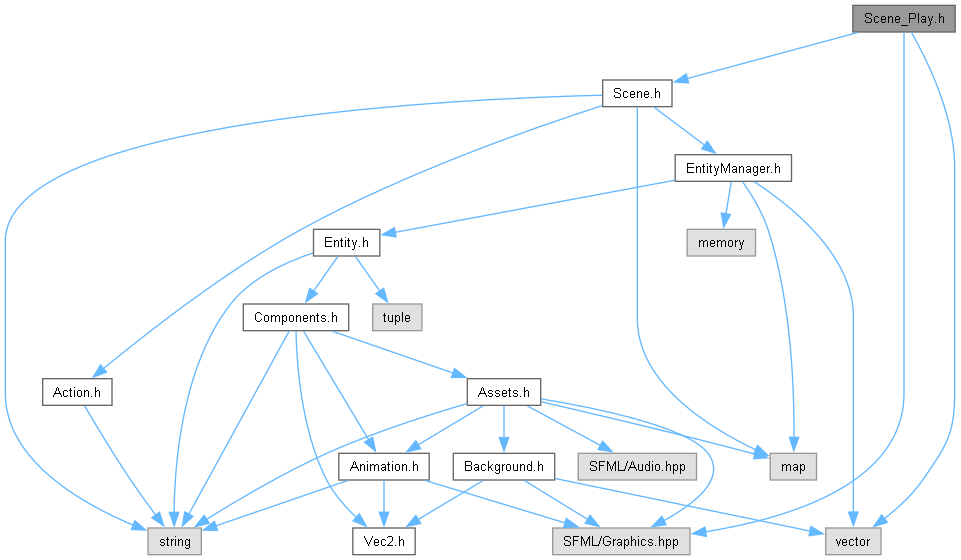 Scene_Play.h
Scene.h
EntityManager.h
Entity.h
memory
Components.h
tuple
Action.h
Assets.h
Animation.h
Background.h
SFML/Audio.hpp
map
string
Vec2.h
SFML/Graphics.hpp
vector